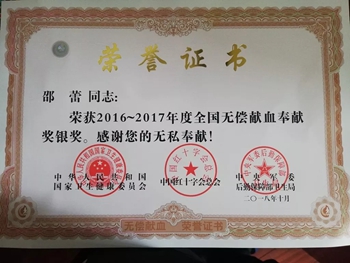 荣誉证书
邵 蕾 同志:
荣获2016~2017年度全国无偿献血奉献
奖银奖。感谢您的无私奉献!
中华人民共和国 中国红十字会总会 中央军委
国家卫生健康委员会 后勤保障部卫生局
二〇一八年十月
无偿献血 荣誉证书